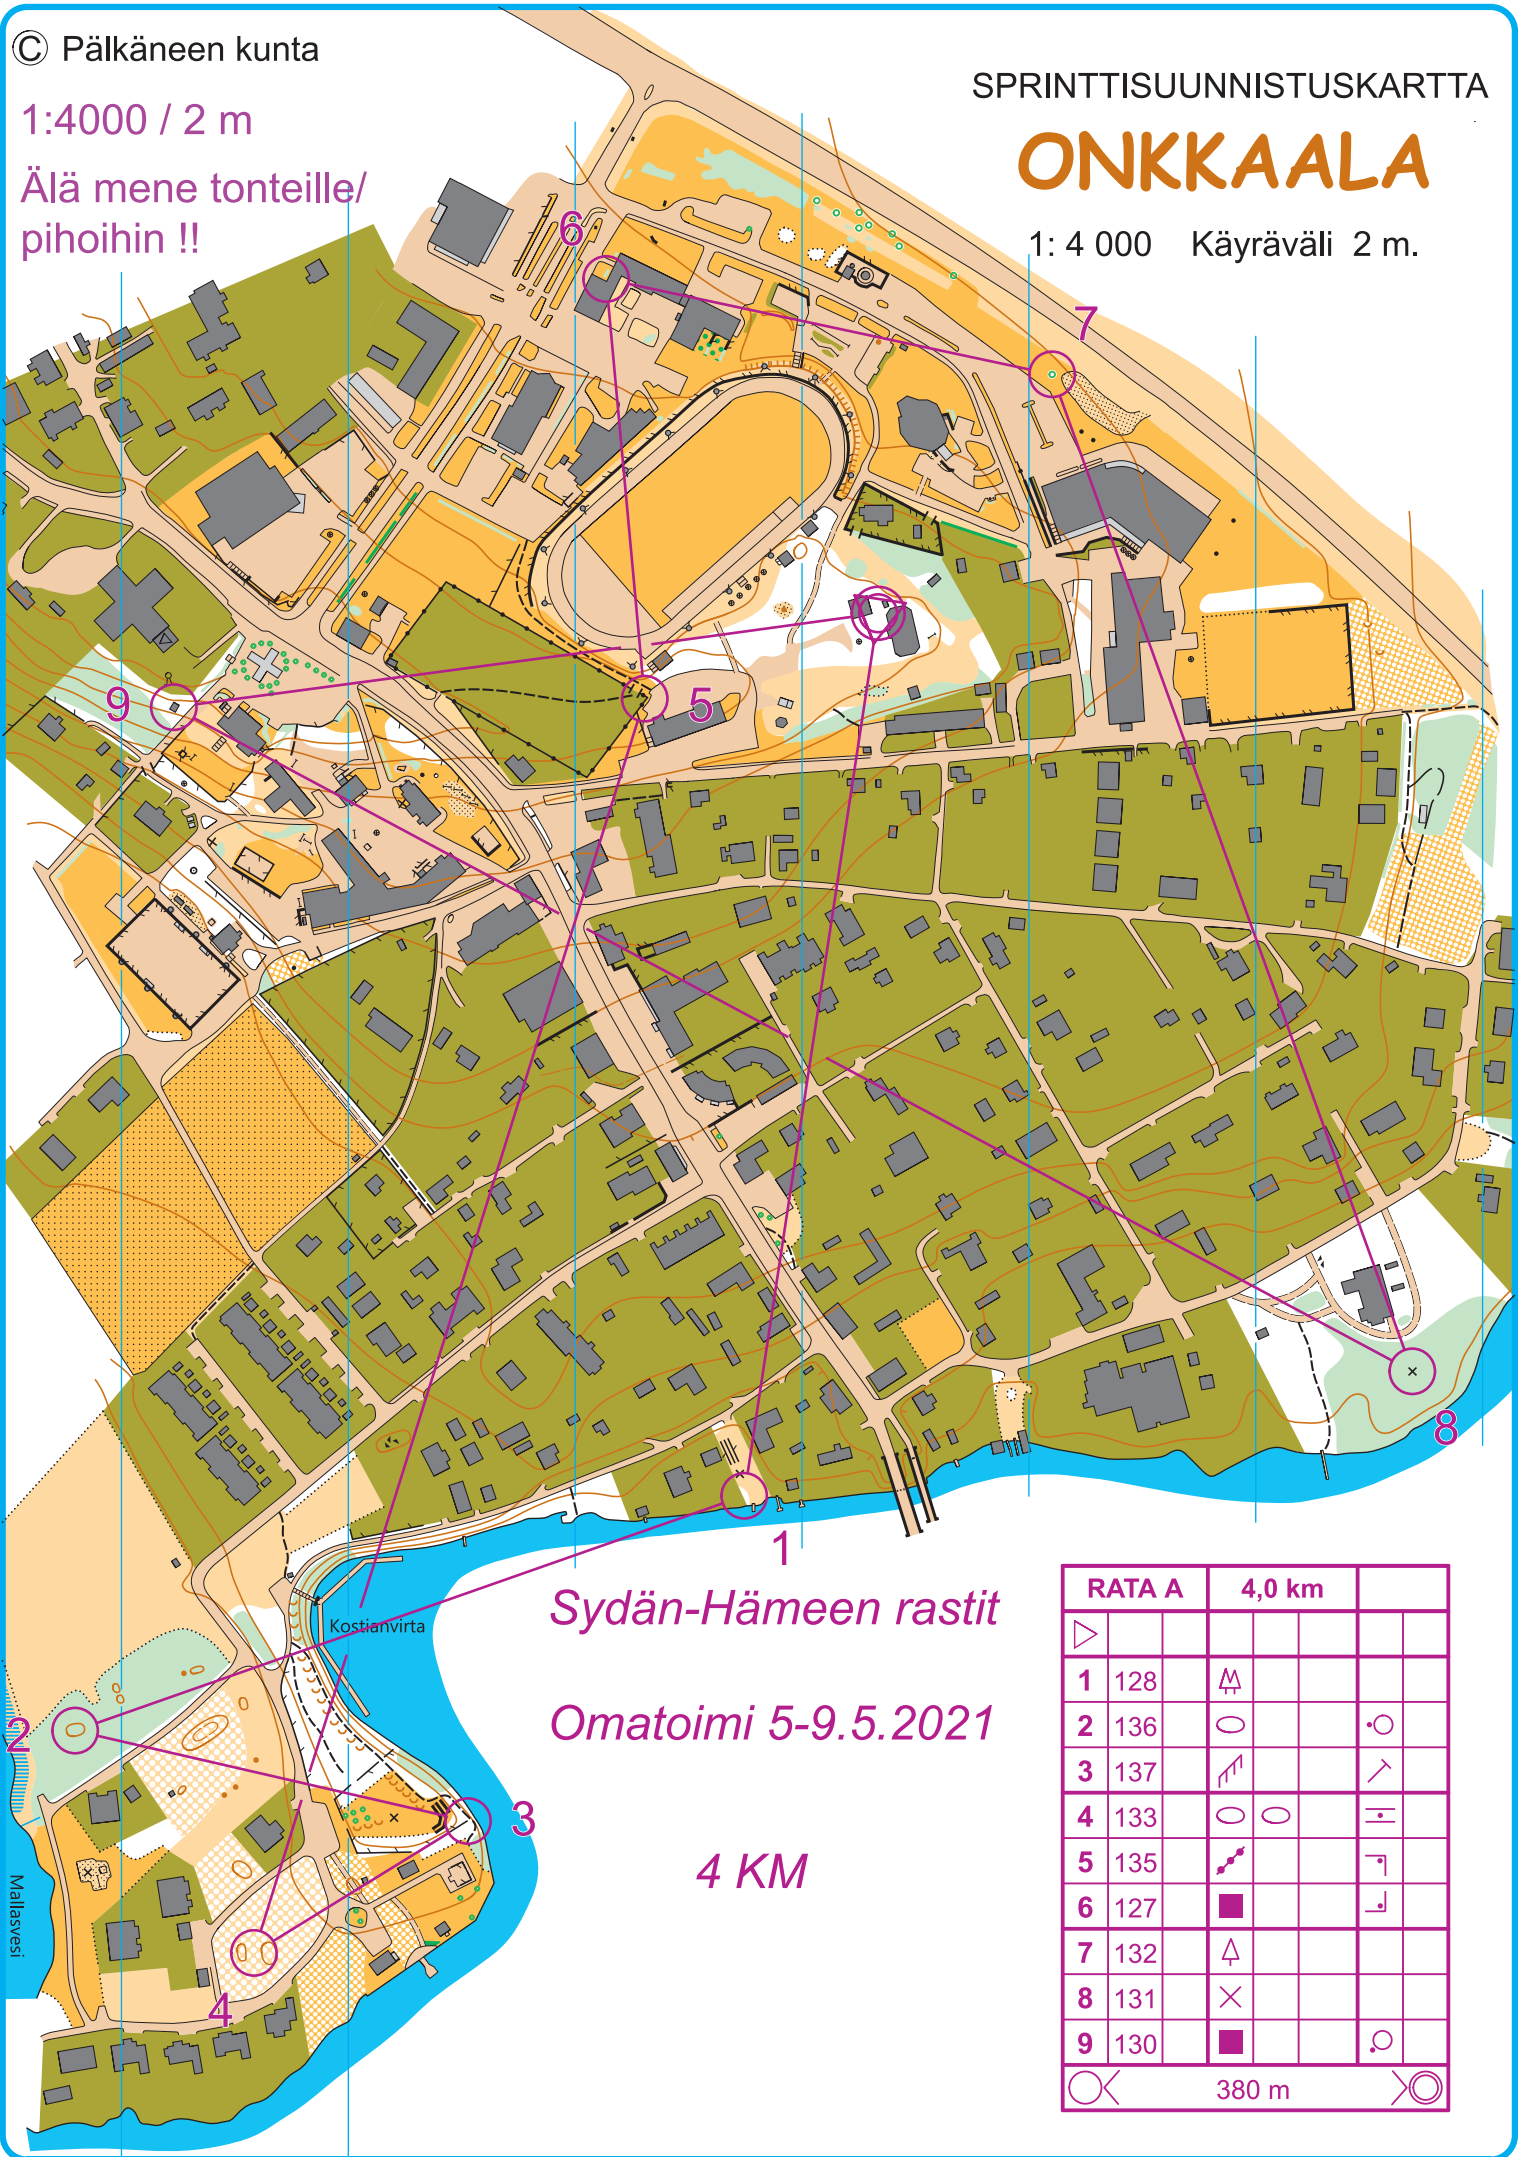 © Pälkäneen kunta
1:4000 / 2 m
Älä mene tonteille/
pihoihin !!
SPRINTTISUUNNISTUSKARTTA
ONKKAALA
1: 4 000 Käyräväli 2 m.
6
7
9
5
8
1
Kostianvirta
2
3
4
Mallasvesi
Sydän-Hämeen rastit
Omatoimi 5-9.5.2021
4 KM
RATA A 4,0 km
1 128
2 136
3 137
4 133
5 135
6 127
7 132
8 131
9 130
380 m